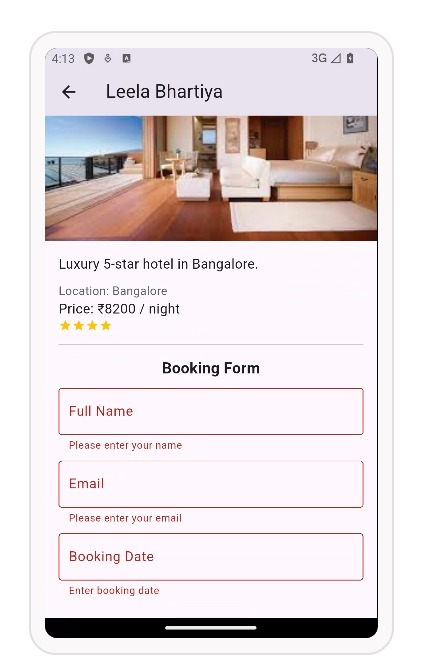 4:13
3G
Leela Bhartiya
Luxury 5-star hotel in Bangalore.
Location: Bangalore
Price: ₹8200 / night
Booking Form
Full Name
Please enter your name
Email
Please enter your email
Booking Date
Enter booking date